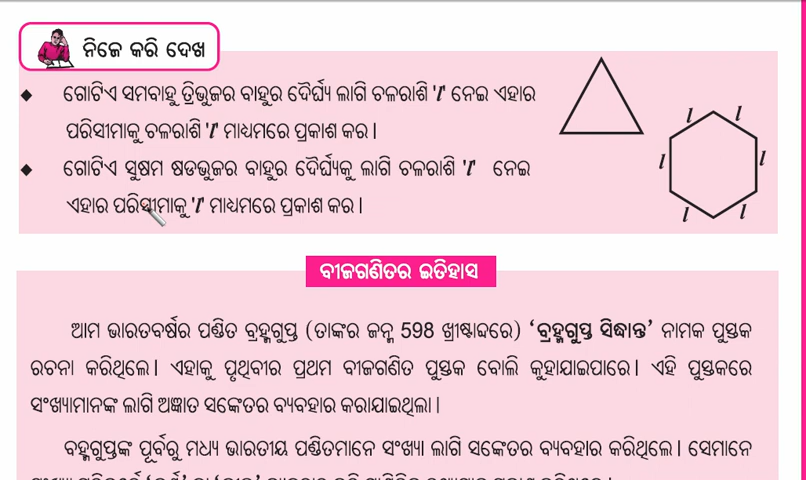 ନିଜେ କରି ଦେଖ
◆ ଗୋଟିଏ ସମବାହୁ ତ୍ରିଭୁଜର ବାହୁର ଦୈର୍ଘ୍ୟ ଲାଗି ଚଳରାଶି 'l' ନେଇ ଏହାର
ପରିସୀମାକୁ ଚଳରାଶି 'l' ମାଧ୍ୟମରେ ପ୍ରକାଶ କର ।
◆ ଗୋଟିଏ ସୁଷମ ଷଡଭୁଜର ବାହୁର ଦୈର୍ଘ୍ୟକୁ ଲାଗି ଚଳରାଶି 'l' ନେଇ
ଏହାର ପରିସୀମାକୁ 'l' ମାଧ୍ୟମରେ ପ୍ରକାଶ କର ।
l l
l l
l l
ବୀଜଗଣିତର ଇତିହାସ
ଆମ ଭାରତବର୍ଷର ପଣ୍ଡିତ ବ୍ରହ୍ମଗୁପ୍ତ (ତାଙ୍କର ଜନ୍ମ 598 ଖ୍ରୀଷ୍ଟାବ୍ଦରେ) ‘ବ୍ରହ୍ମଗୁପ୍ତ ସିଦ୍ଧାନ୍ତ’ ନାମକ ପୁସ୍ତକ
ରଚନା କରିଥିଲେ । ଏହାକୁ ପୃଥିବୀର ପ୍ରଥମ ବୀଜଗଣିତ ପୁସ୍ତକ ବୋଲି କୁହାଯାଇପାରେ । ଏହି ପୁସ୍ତକରେ
ସଂଖ୍ୟାମାନଙ୍କ ଲାଗି ଅଜ୍ଞାତ ସଙ୍କେତର ବ୍ୟବହାର କରାଯାଇଥିଲା ।
ବହ୍ମଗୁପ୍ତଙ୍କ ପୂର୍ବରୁ ମଧ୍ୟ ଭାରତୀୟ ପଣ୍ଡିତମାନେ ସଂଖ୍ୟା ଲାଗି ସଙ୍କେତର ବ୍ୟବହାର କରିଥିଲେ । ସେମାନେ